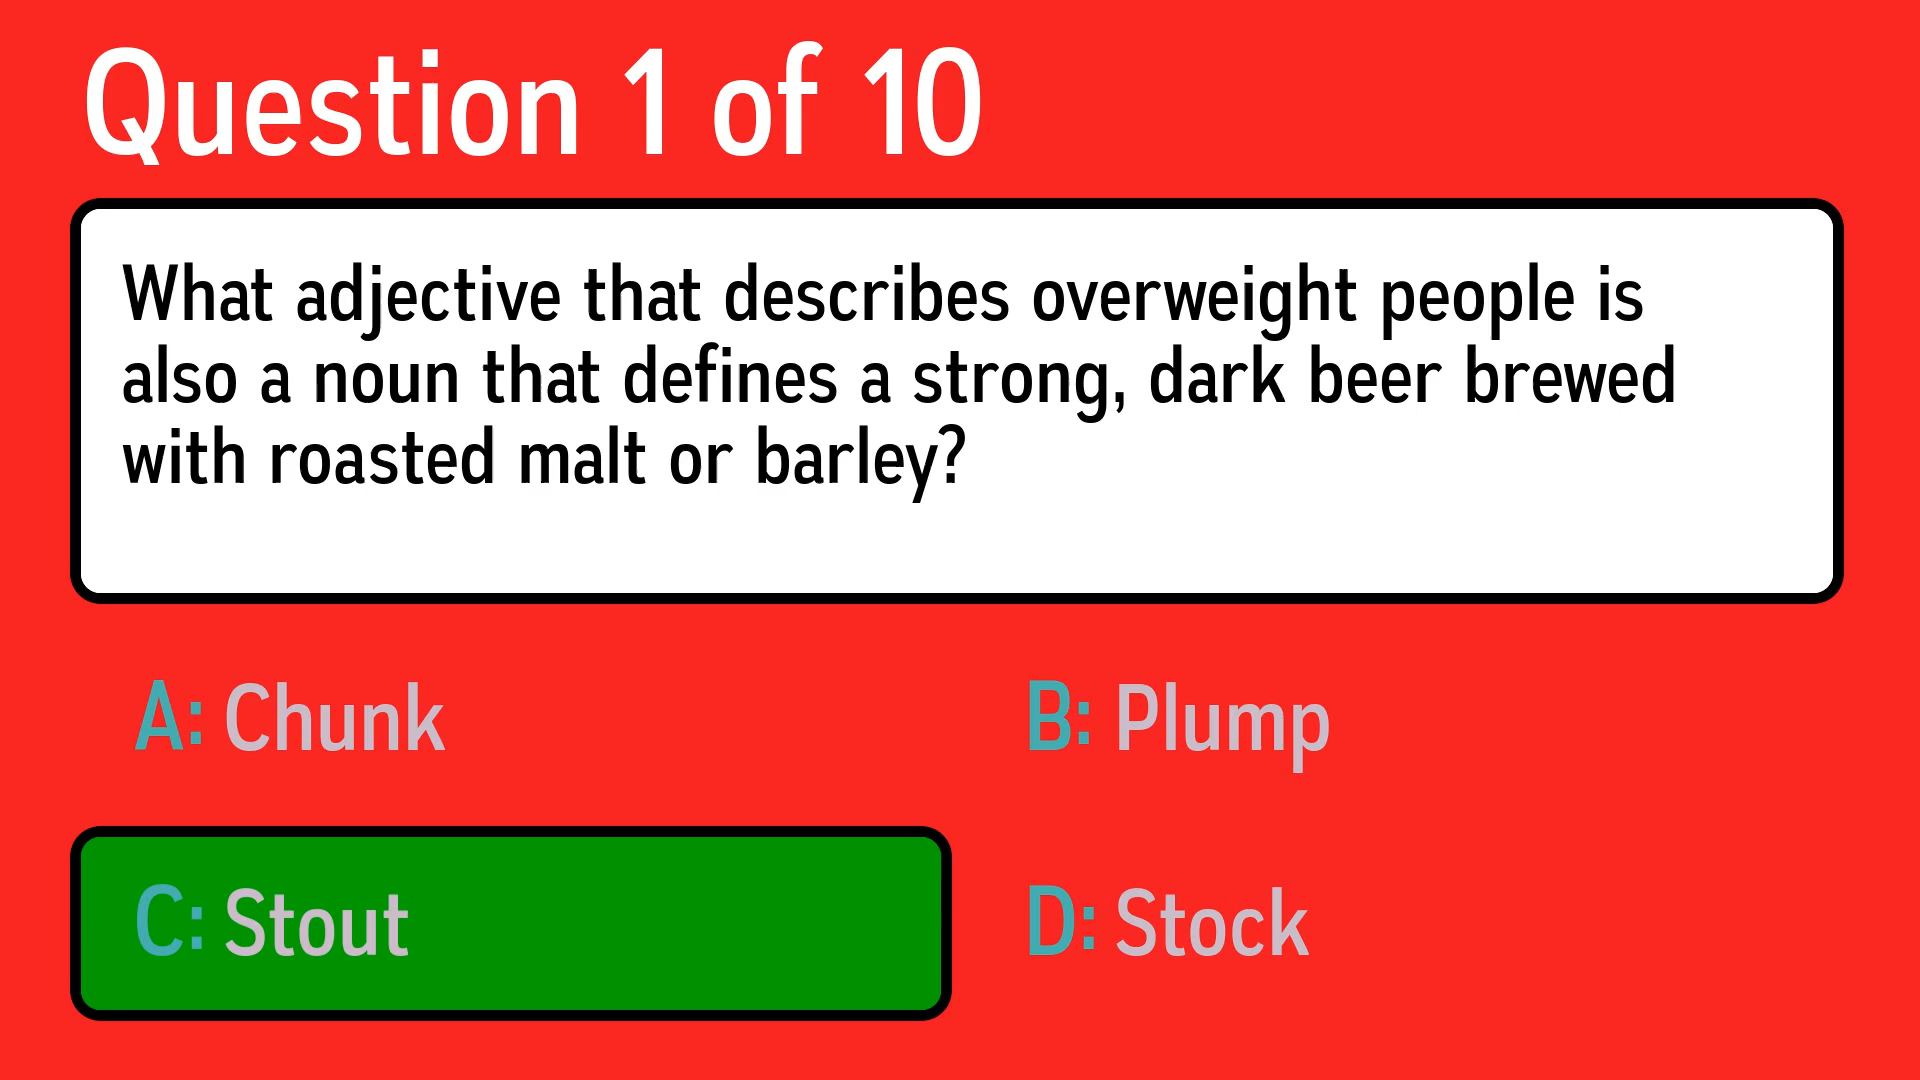 Question 1 of 10
What adjective that describes overweight people is
also a noun that defines a strong, dark beer brewed
with roasted malt or barley?
A: Chunk
B: Plump
C: Stout
D: Stock